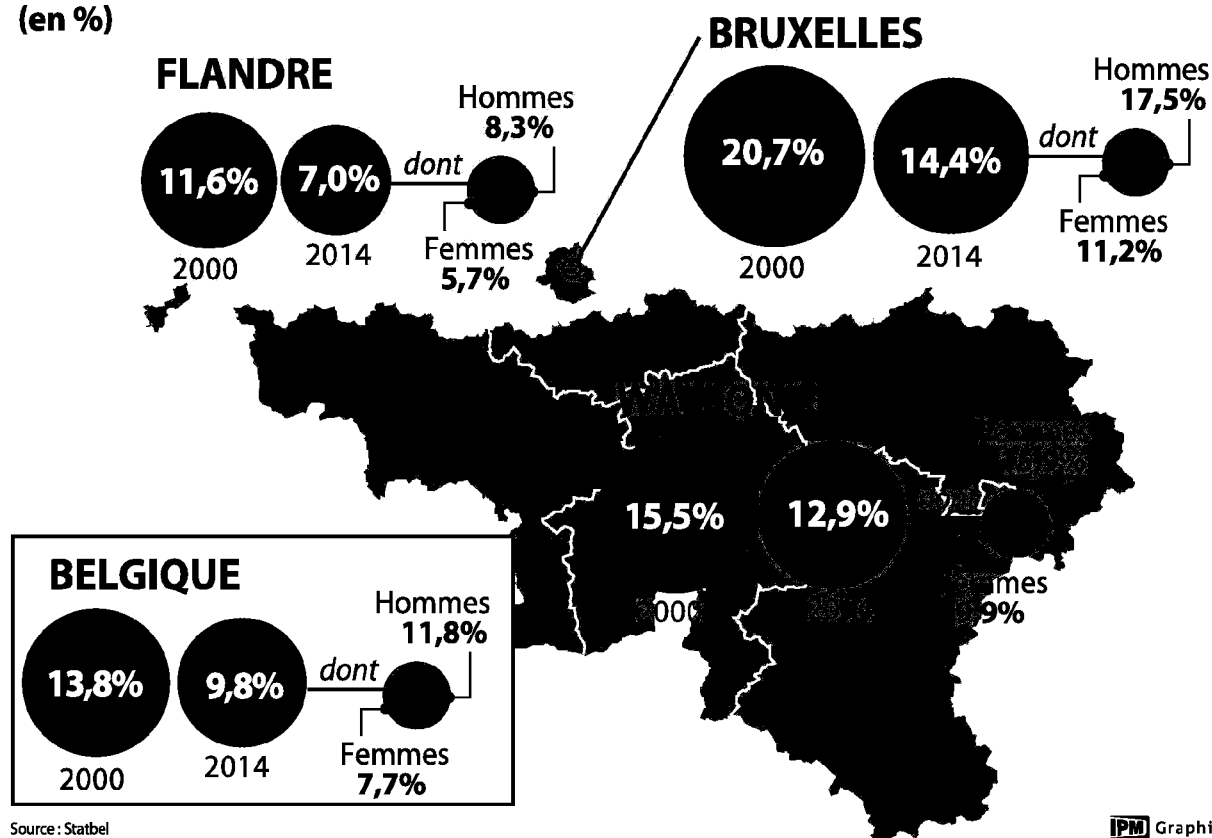 (en %)
FLANDRE
11,6%
2000
7,0%
2014
dont
Hommes
8,3%
Femmes
5,7%
BRUXELLES
20,7%
2000
14,4%
2014
dont
Hommes
17,5%
Femmes
11,2%
15,5%
2000
12,9%
BELGIQUE
13,8%
2000
9,8%
2014
dont
Hommes
11,8%
Femmes
7,7%
Source : Statbel
IPM Graphi